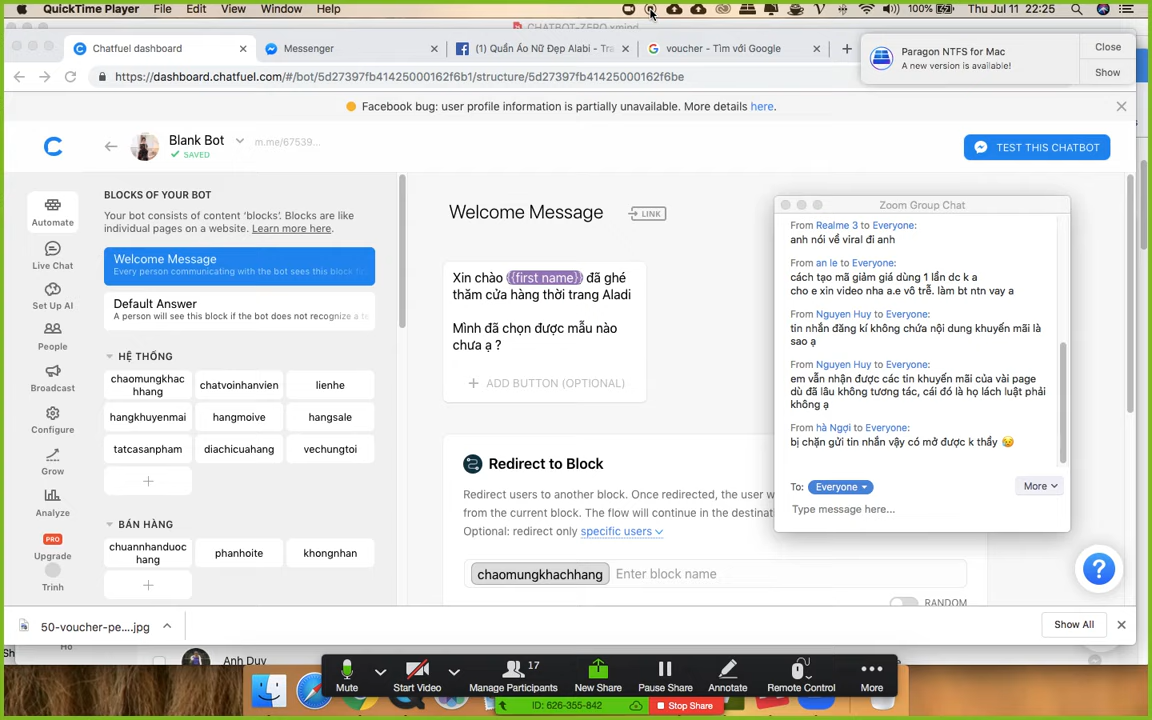 QuickTime Player File Edit View Window Help
100% Thu Jul 11 22:25
CHATBOT-ZERO.xmind
Chatfuel dashboard
Messenger
(1) Quần Áo Nữ Đẹp Alabi - Tra
voucher - Tìm với Google
https://dashboard.chatfuel.com/#/bot/5d27397fb41425000162f6b1/structure/5d27397fb41425000162f6be
Paragon NTFS for Mac
A new version is available!
Close
Show
Facebook bug: user profile information is partially unavailable. More details here.
Blank Bot
SAVED
m.me/67539...
TEST THIS CHATBOT
Automate
Live Chat
Set Up AI
People
Broadcast
Configure
Grow
Analyze
PRO
Upgrade
Trinh
BLOCKS OF YOUR BOT
Your bot consists of content 'blocks'. Blocks are like
individual pages on a website. Learn more here.
Welcome Message
Every person communicating with the bot sees this block
Default Answer
A person will see this block if the bot does not recognize a
HỆ THỐNG
chaomungkhac
hhang
chatvoinhanvien
lienhe
hangkhuyenmai
hangmoive
hangsale
tatcasanpham
diachicuahang
vechungtoi
BÁN HÀNG
chuannhanduoc
hang
phanhoite
khongnhan
Welcome Message
LINK
Xin chào {{first name}} đã ghé
thăm cửa hàng thời trang Aladi
Mình đã chọn được mẫu nào
chưa ạ ?
ADD BUTTON (OPTIONAL)
Redirect to Block
Redirect users to another block. Once redirected, the user w
from the current block. The flow will continue in the destinat
Optional: redirect only specific users
chaomungkhachhang
Enter block name
RANDOM
Zoom Group Chat
From Realme 3 to Everyone:
anh nói về viral đi anh
From an le to Everyone:
cách tạo mã giảm giá dùng 1 lần dc k a
cho e xin video nha a.e vô trễ. làm bt ntn vay a
From Nguyen Huy to Everyone:
tin nhắn đăng kí không chứa nội dung khuyến mãi là
sao ạ
From Nguyen Huy to Everyone:
em vẫn nhận được các tin khuyến mãi của vài page
dù đã lâu không tương tác, cái đó là họ lách luật phải
không ạ
From hà Ngợi to Everyone:
bị chặn gửi tin nhắn vậy có mở được k thầy 😥
To: Everyone
More
Type message here...
50-voucher-pe....jpg
Show All
Anh Duy
Mute
Start Video
17
Manage Participants
New Share
Pause Share
Annotate
Remote Control
More
ID: 626-355-842
Stop Share